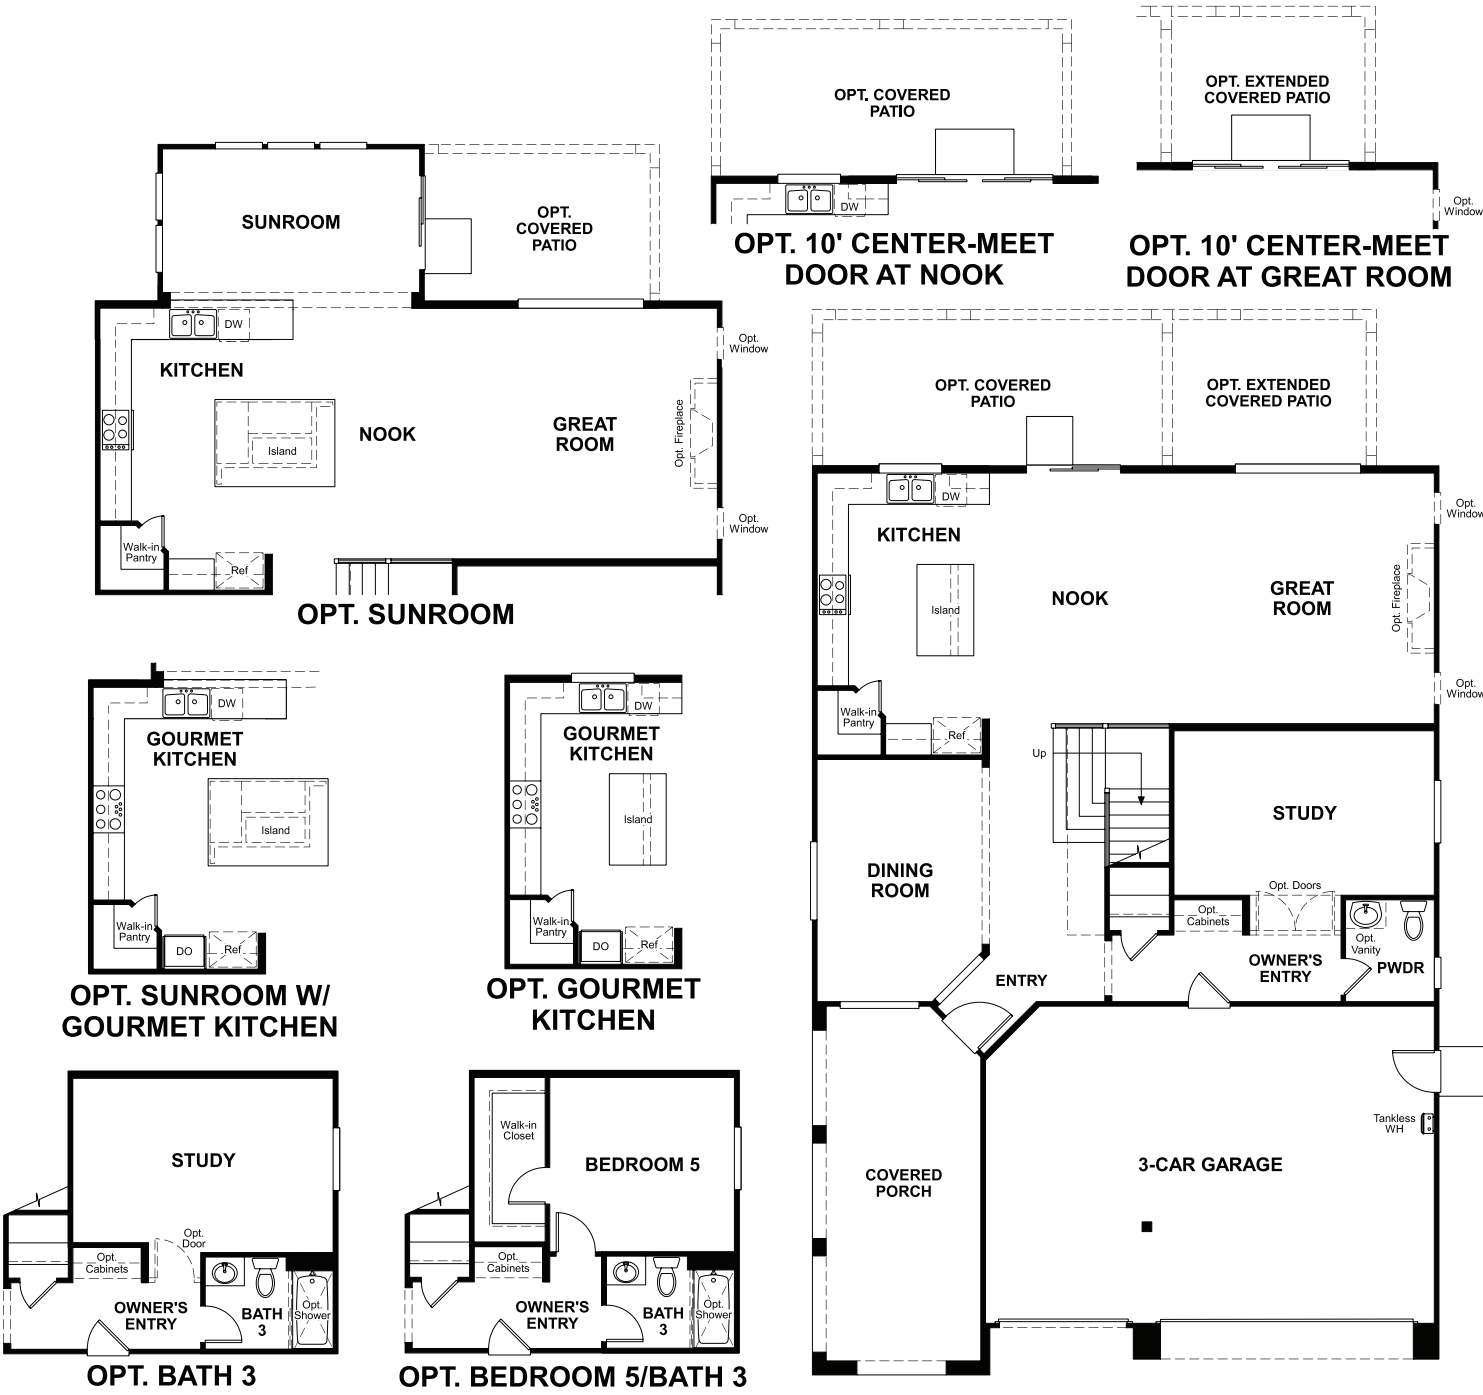 OPT. COVERED
PATIO
DW
OPT. 10' CENTER-MEET
DOOR AT NOOK
OPT. EXTENDED
COVERED PATIO
Opt.
Window
OPT. 10' CENTER-MEET
DOOR AT GREAT ROOM
SUNROOM
OPT.
COVERED
PATIO
DW
KITCHEN
Island
NOOK
GREAT
ROOM
Opt. Fireplace
Opt.
Window
Opt.
Window
Walk-in
Pantry
Ref
OPT. SUNROOM
DW
GOURMET
KITCHEN
Island
Walk-in
Pantry
DO
Ref
OPT. SUNROOM W/
GOURMET KITCHEN
DW
GOURMET
KITCHEN
Island
Walk-in
Pantry
DO
Ref
OPT. GOURMET
KITCHEN
OPT. COVERED
PATIO
OPT. EXTENDED
COVERED PATIO
DW
KITCHEN
Island
NOOK
GREAT
ROOM
Opt. Fireplace
Opt.
Window
Opt.
Window
Walk-in
Pantry
Ref
Up
STUDY
DINING
ROOM
Opt. Doors
Opt.
Cabinets
Opt.
Vanity
OWNER'S
ENTRY
PWDR
ENTRY
Tankless
WH
COVERED
PORCH
3-CAR GARAGE
STUDY
Opt.
Door
Opt.
Cabinets
OWNER'S
ENTRY
BATH
3
Opt.
Shower
OPT. BATH 3
Walk-in
Closet
BEDROOM 5
Opt.
Cabinets
OWNER'S
ENTRY
BATH
3
Opt.
Shower
OPT. BEDROOM 5/BATH 3